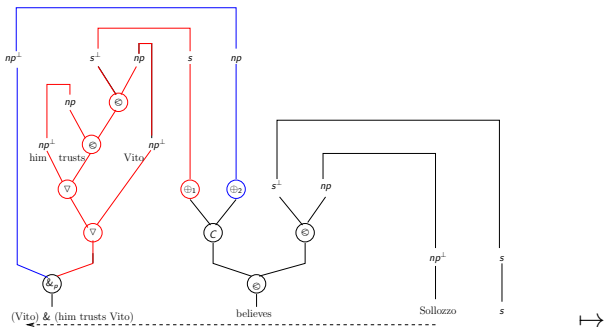 np⊥ s⊥ np s np
np
np⊥ np⊥
him trusts Vito
⊕1 ⊕2 s⊥ np
∇
∇ C
np⊥ s
&p
(Vito) & (him trusts Vito) believes Sollozzo s
↦